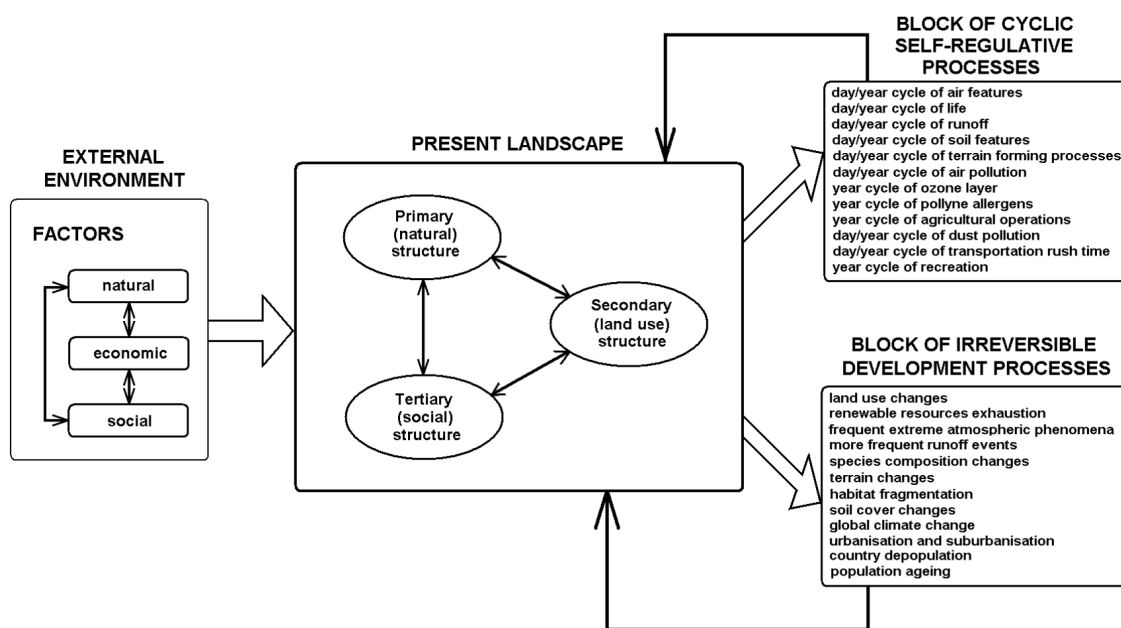 EXTERNAL
ENVIRONMENT
FACTORS
natural
economic
social
PRESENT LANDSCAPE
Primary
(natural)
structure
Secondary
(land use)
structure
Tertiary
(social)
structure
BLOCK OF CYCLIC
SELF-REGULATIVE
PROCESSES
day/year cycle of air features
day/year cycle of life
day/year cycle of runoff
day/year cycle of soil features
day/year cycle of terrain forming processes
day/year cycle of air pollution
year cycle of ozone layer
year cycle of pollyne allergens
year cycle of agricultural operations
day/year cycle of dust pollution
day/year cycle of transportation rush time
year cycle of recreation
BLOCK OF IRREVERSIBLE
DEVELOPMENT PROCESSES
land use changes
renewable resources exhaustion
frequent extreme atmospheric phenomena
more frequent runoff events
species composition changes
terrain changes
habitat fragmentation
soil cover changes
global climate change
urbanisation and suburbanisation
country depopulation
population ageing